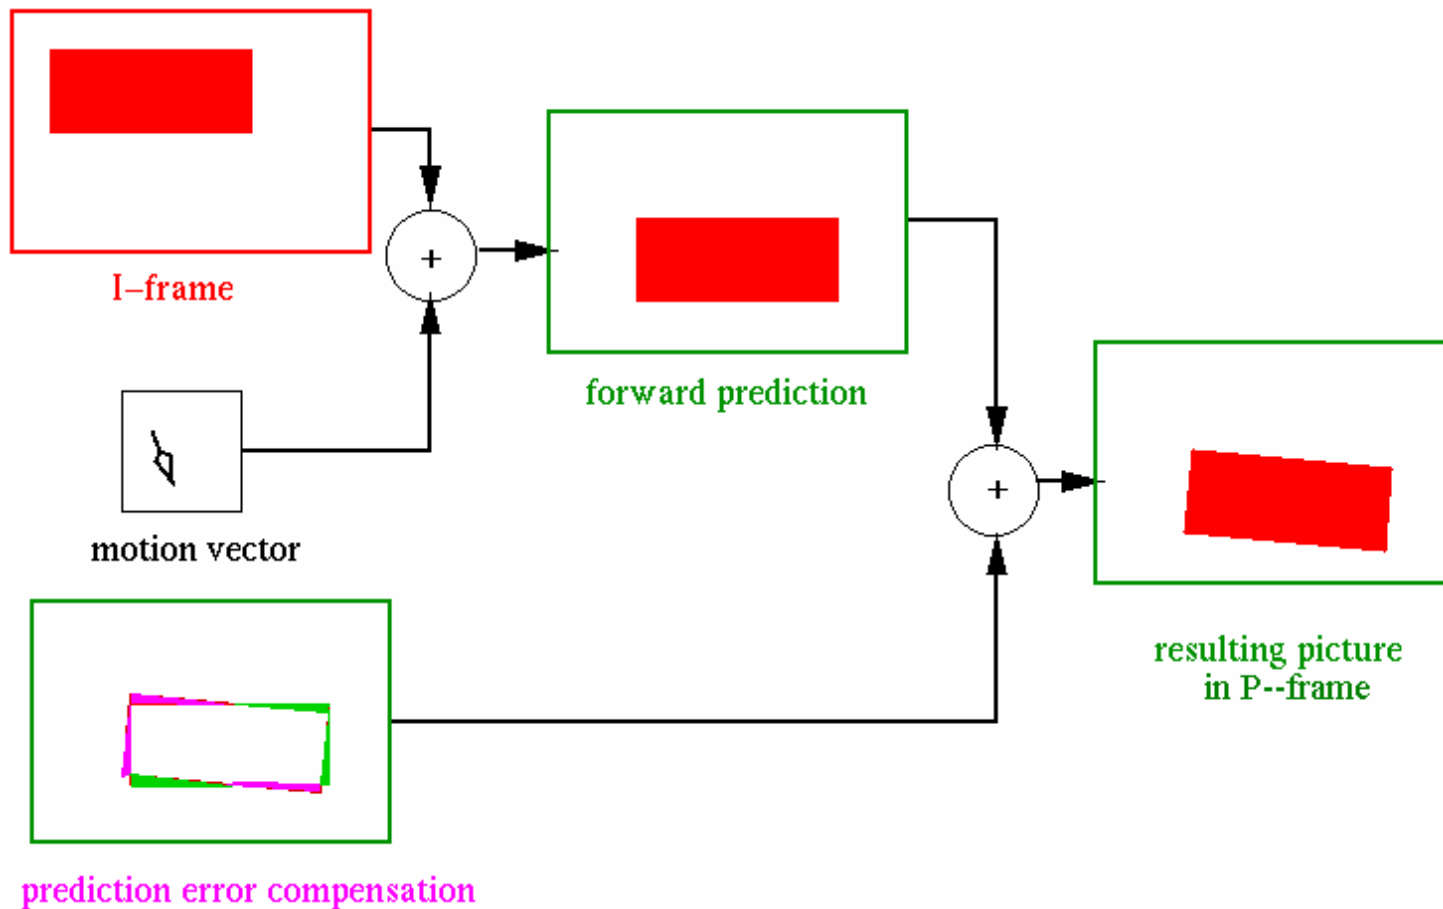 I–frame
+
forward prediction
motion vector
+
resulting picture
in P--frame
prediction error compensation